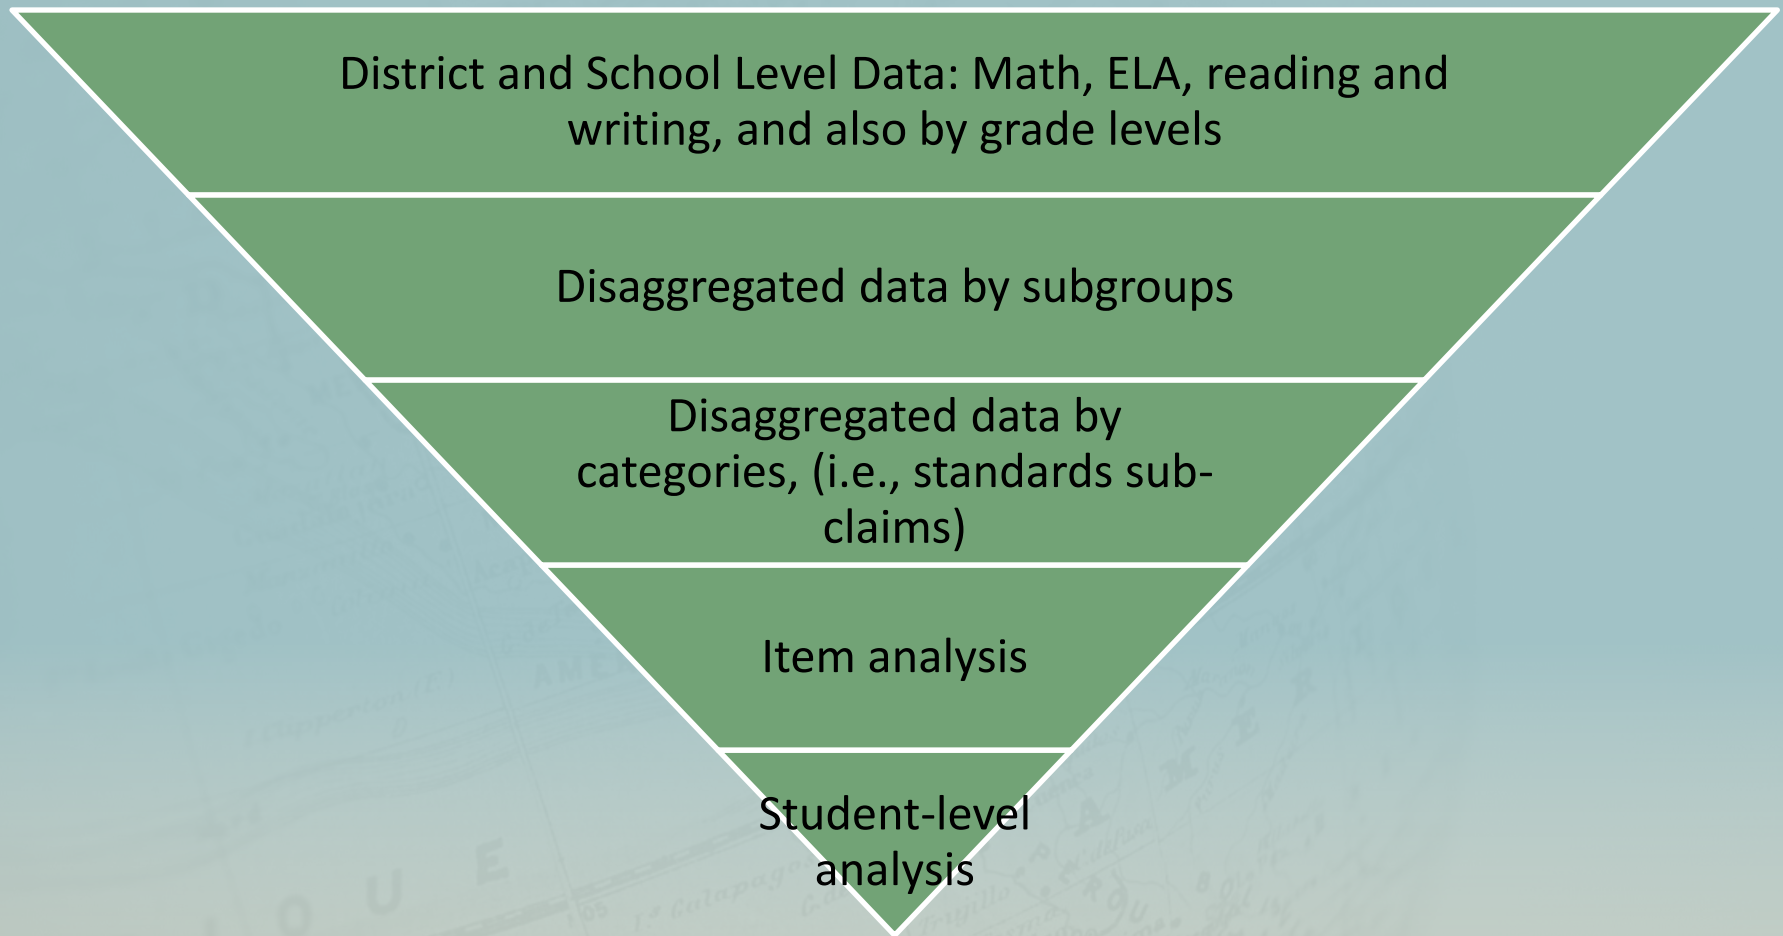 District and School Level Data: Math, ELA, reading and
writing, and also by grade levels
Disaggregated data by subgroups
Disaggregated data by
categories, (i.e., standards sub-
claims)
Item analysis
Student-level
analysis